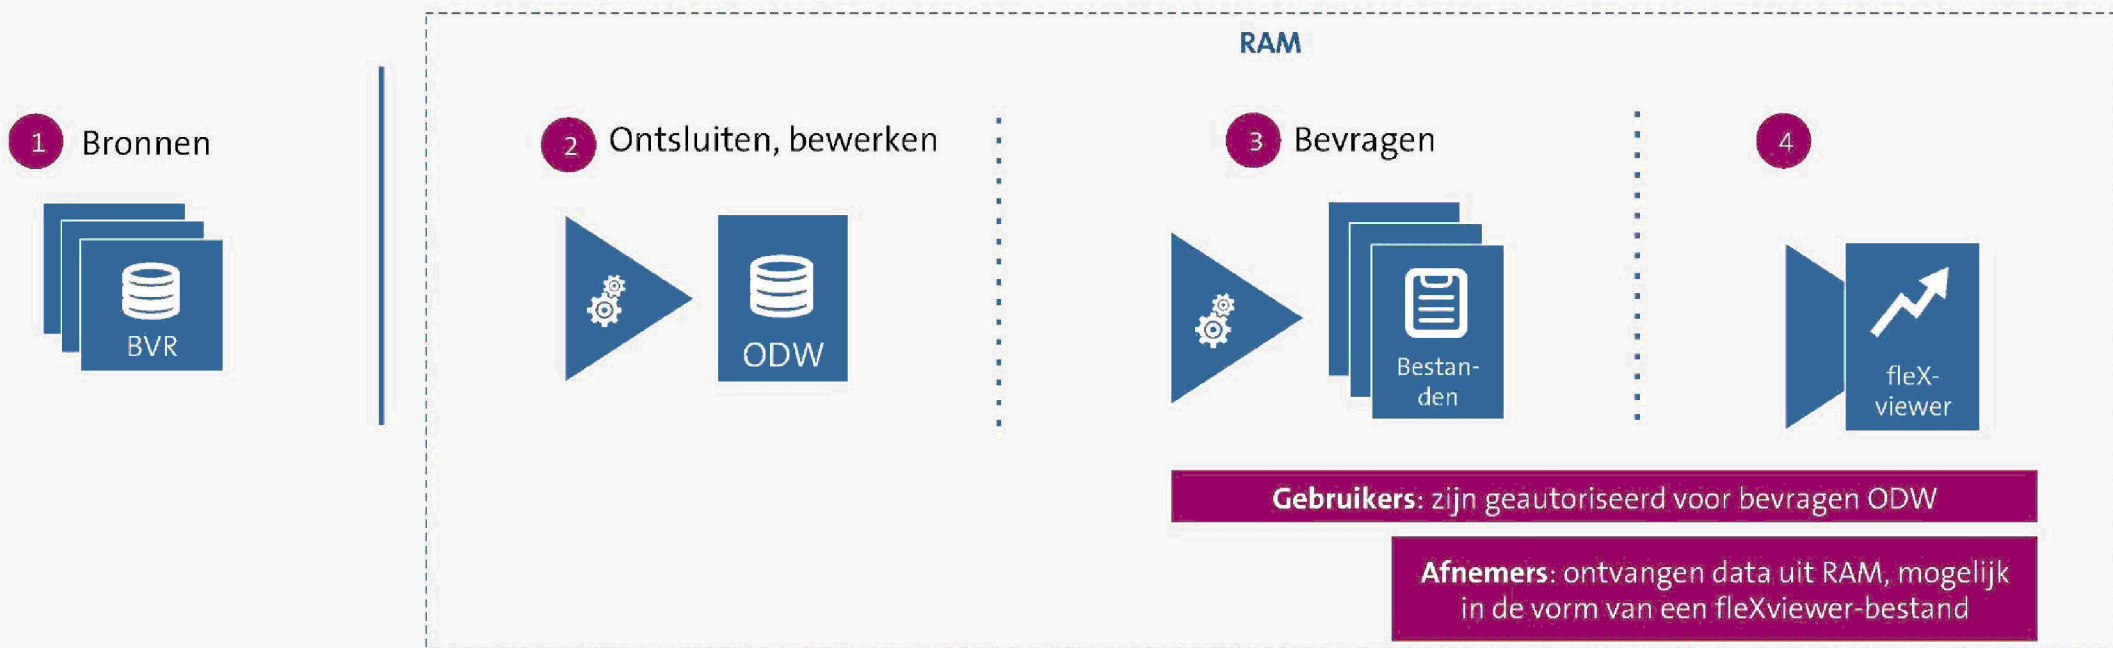 RAM
1 Bronnen
BVR
2 Ontsluiten, bewerken
ODW
3 Bevragen
Bestan-
den
4
fleX-
viewer
Gebruikers: zijn geautoriseerd voor bevragen ODW
Afnemers: ontvangen data uit RAM, mogelijk
in de vorm van een fleXviewer-bestand